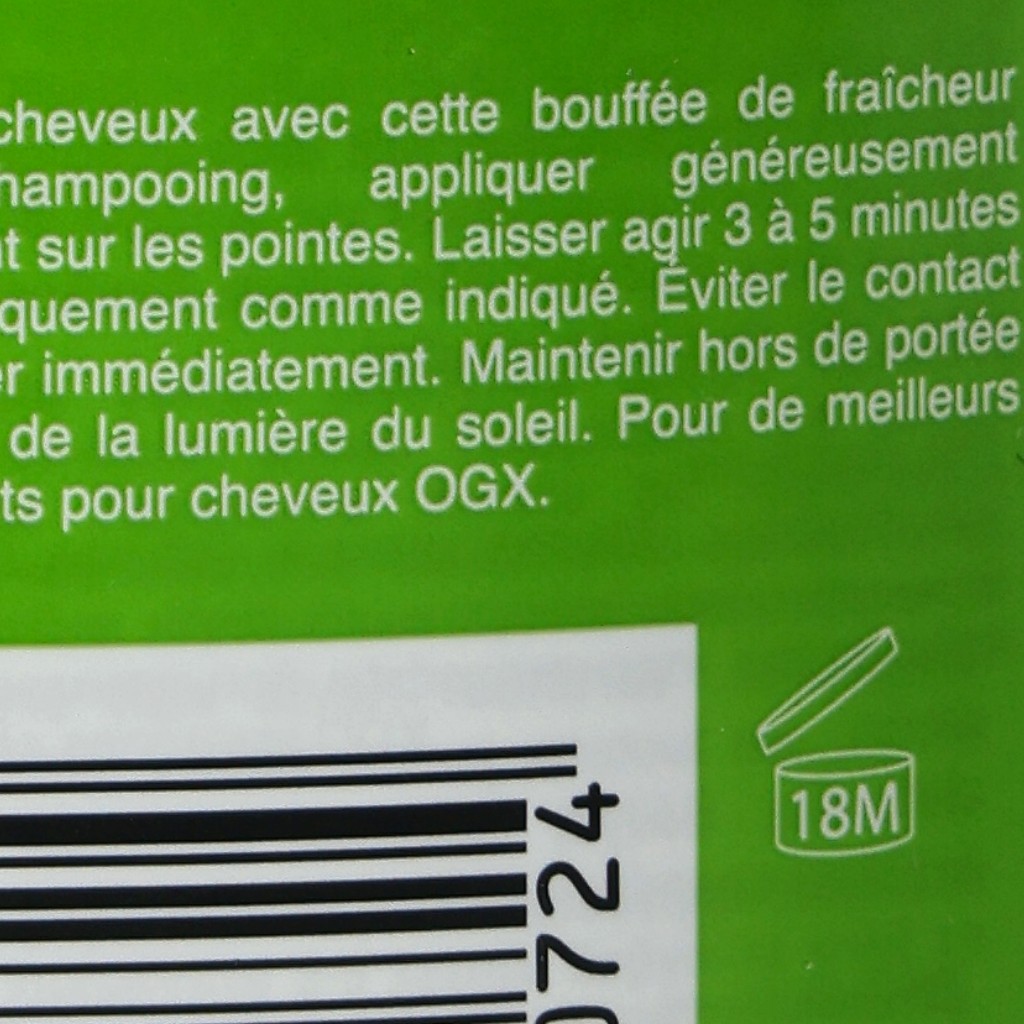 cheveux avec cette bouffée de fraîcheur
hampooing, appliquer généreusement
t sur les pointes. Laisser agir 3 à 5 minutes
quement comme indiqué. Éviter le contact
er immédiatement. Maintenir hors de portée
de la lumière du soleil. Pour de meilleurs
ts pour cheveux OGX.
18M
0724